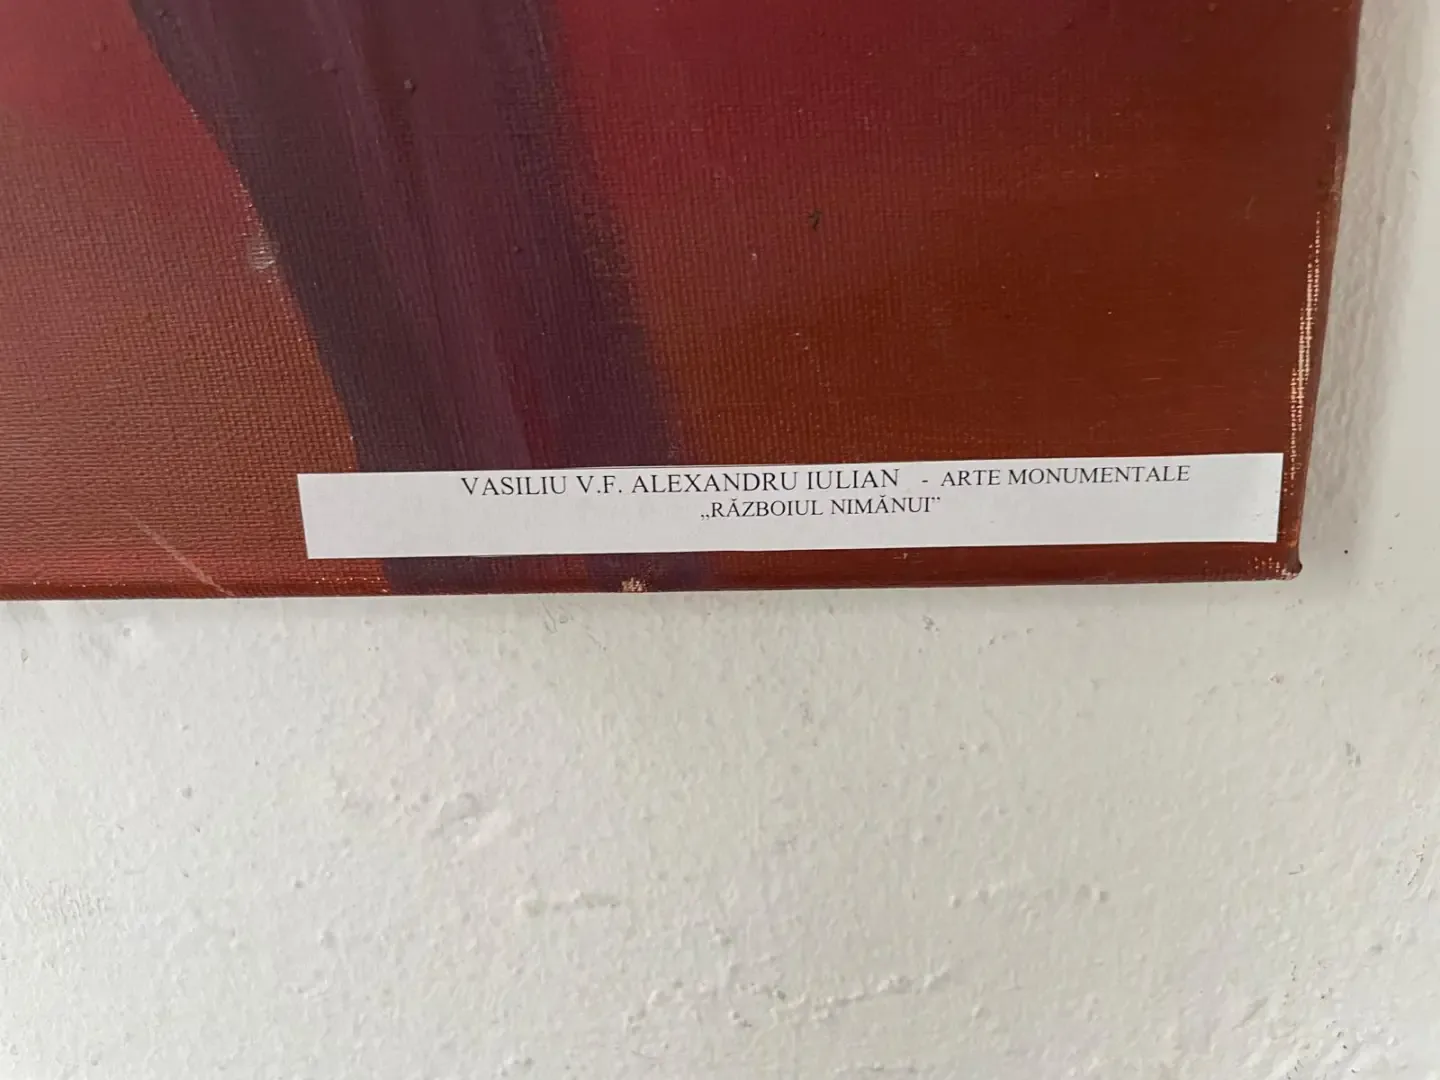 VASILIU V.F. ALEXANDRU IULIAN - ARTE MONUMENTALE
„RĂZBOIUL NIMĂNUI”